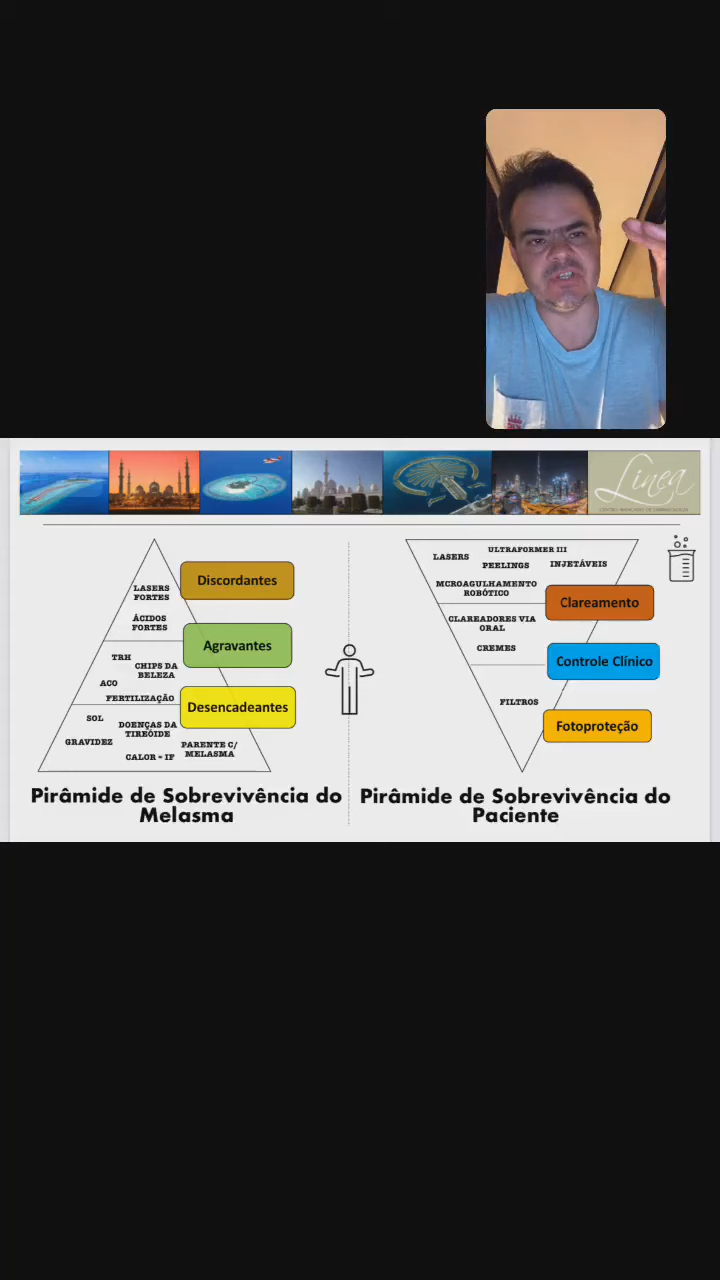 Linea
LASERS
FORTES
ÁCIDOS
FORTES
Discordantes
TRH
CHIPS DA
BELEZA
ACO
FERTILIZAÇÃO
Agravantes
SOL
DOENÇAS DA
TIREÓIDE
GRAVIDEZ
CALOR = IF
PARENTE C/
MELASMA
Desencadeantes
Pirâmide de Sobrevivência do
Melasma
ULTRAFORMER III
LASERS
PEELINGS
INJETÁVEIS
MCROAGULHAMENTO
ROBÓTICO
Clareamento
CLAREADORES VIA
ORAL
CREMES
Controle Clínico
FILTROS
Fotoproteção
Pirâmide de Sobrevivência do
Paciente